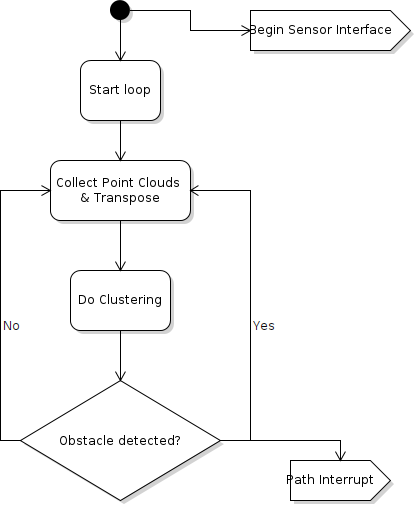 Begin Sensor Interface
Start loop
Collect Point Clouds
& Transpose
Do Clustering
No
Yes
Obstacle detected?
Path Interrupt